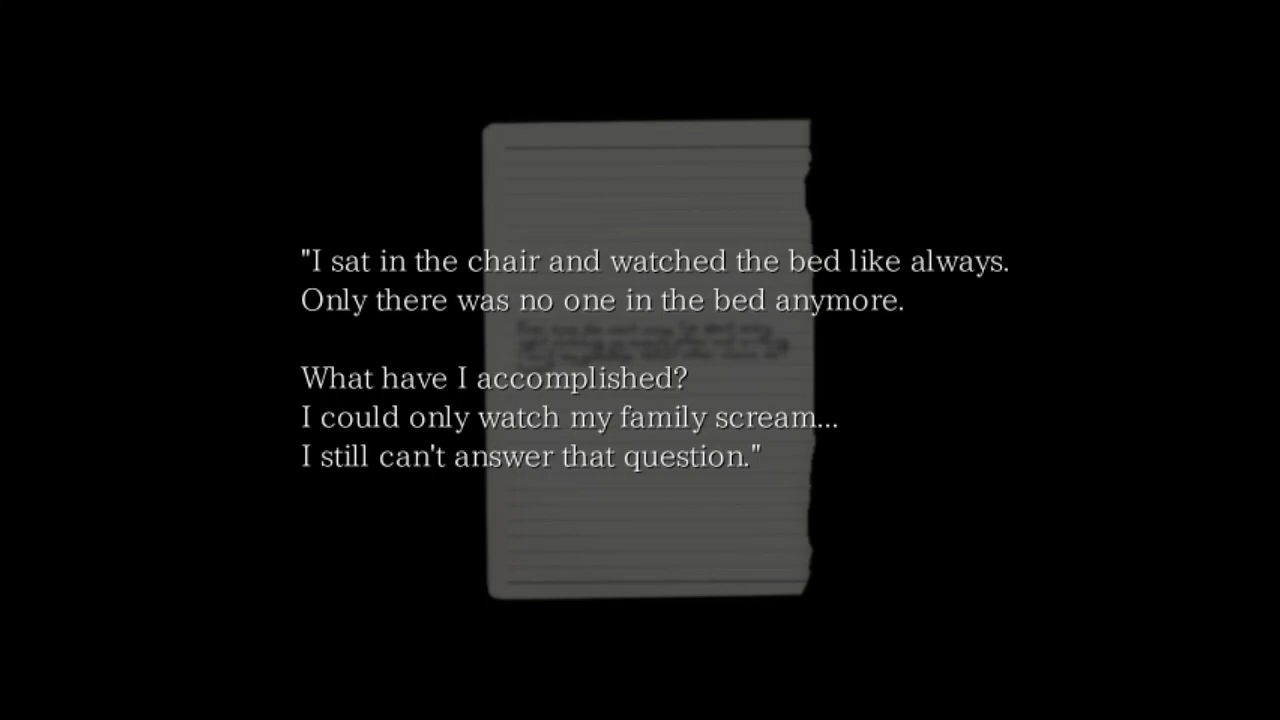 "I sat in the chair and watched the bed like always.
Only there was no one in the bed anymore.
What have I accomplished?
I could only watch my family scream...
I still can't answer that question."